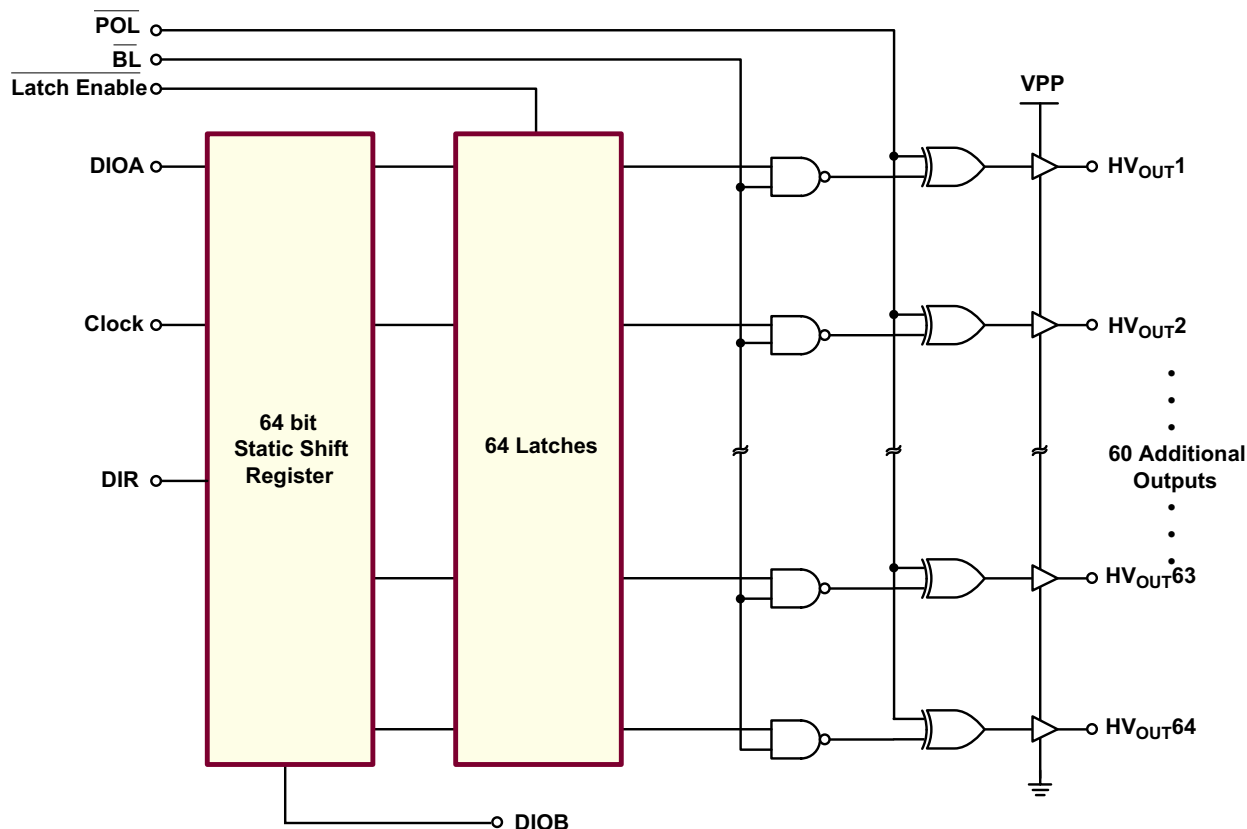 POL
BL
Latch Enable
VPP
DIOA
HVOUT1
Clock
HVOUT2
64 bit
Static Shift
Register
64 Latches
60 Additional
Outputs
DIR
HVOUT63
HVOUT64
DIOB